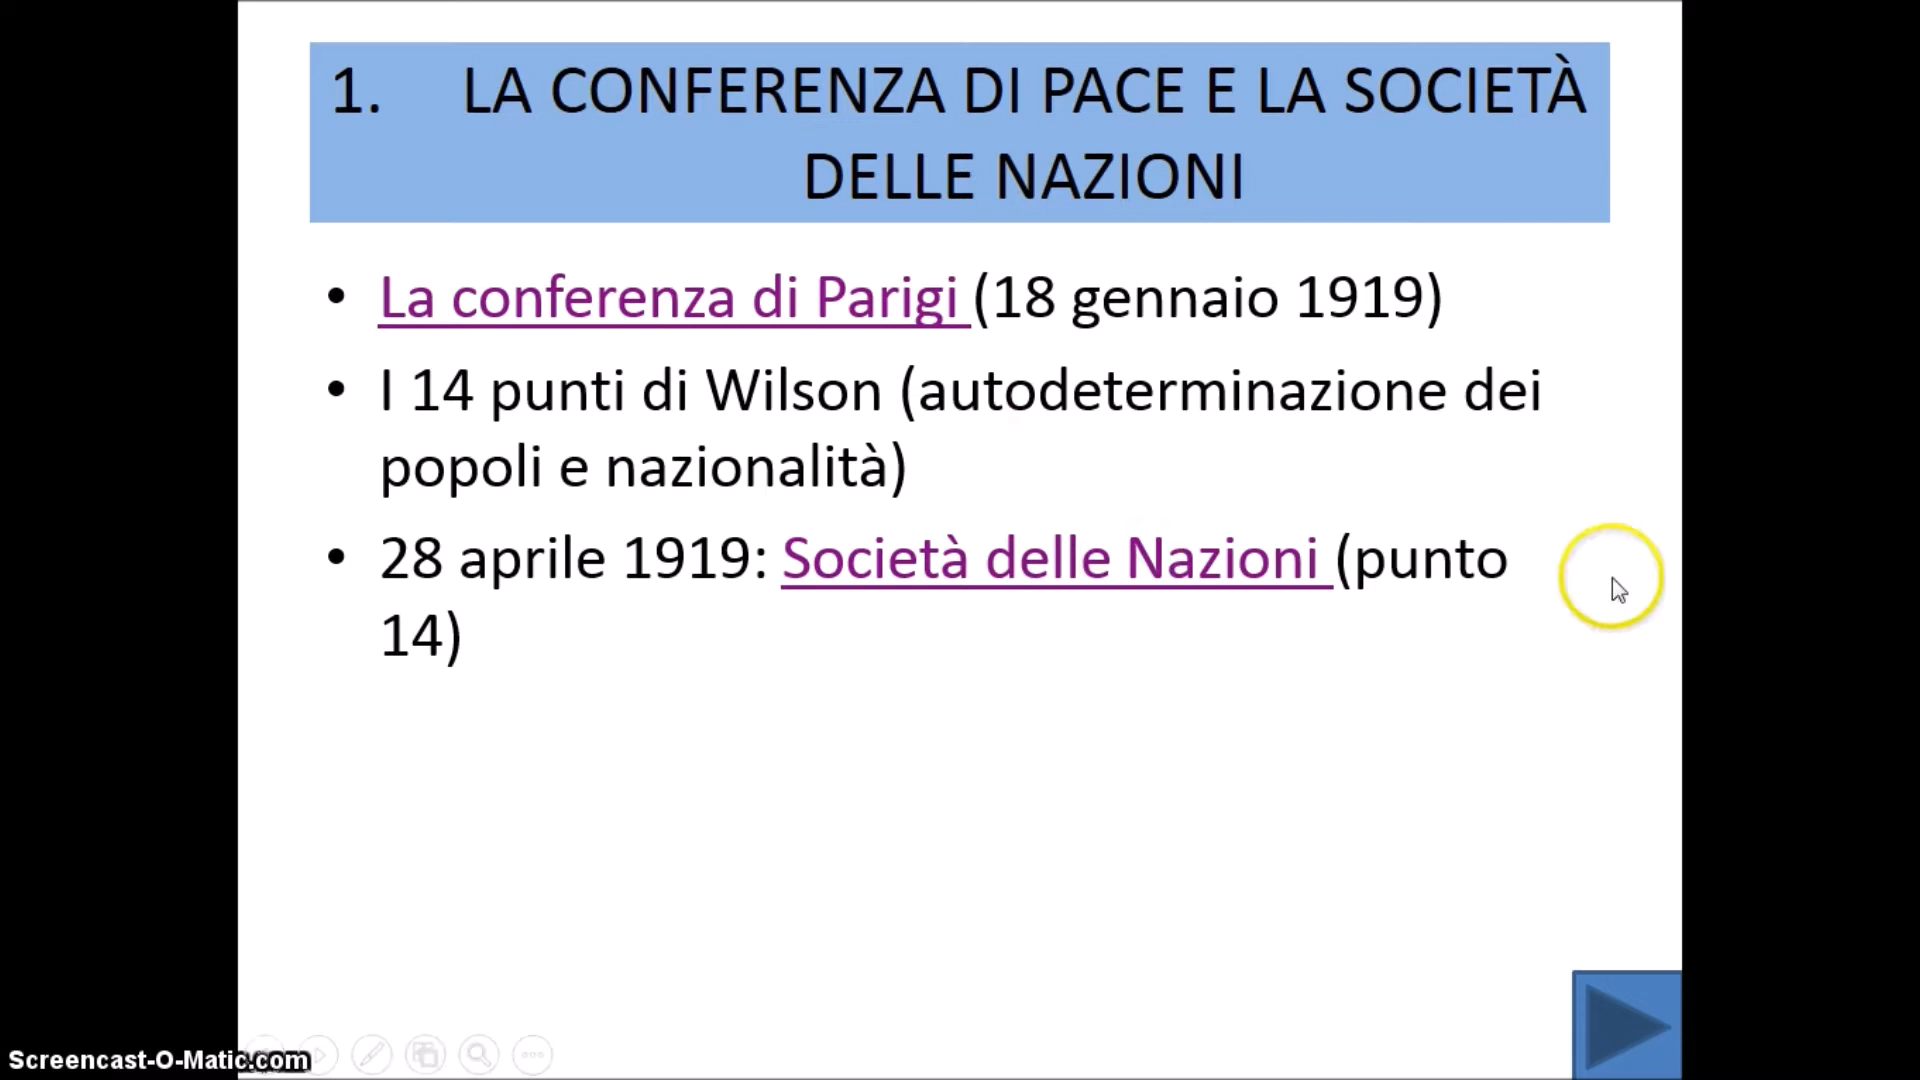 1. LA CONFERENZA DI PACE E LA SOCIETÀ
DELLE NAZIONI
• La conferenza di Parigi (18 gennaio 1919)
• I 14 punti di Wilson (autodeterminazione dei
popoli e nazionalità)
• 28 aprile 1919: Società delle Nazioni (punto
14)
Screencast-O-Matic.com